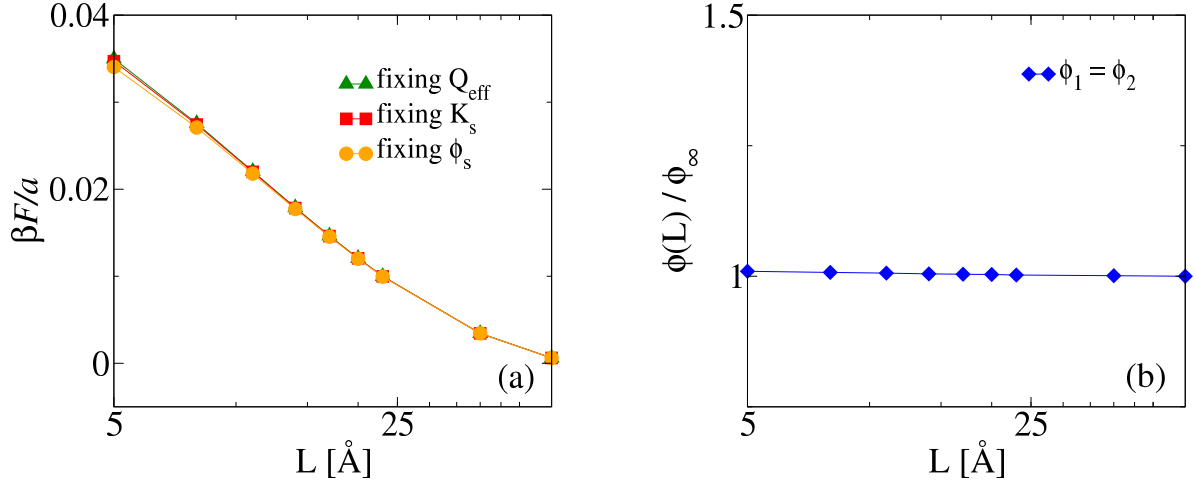 0.04
0.02
0
βF/a
fixing Q_eff
fixing K_s
fixing ϕ_s
(a)
5
25
L [Å]
1.5
1
ϕ(L) / ϕ_∞
ϕ_1 = ϕ_2
(b)
5
25
L [Å]